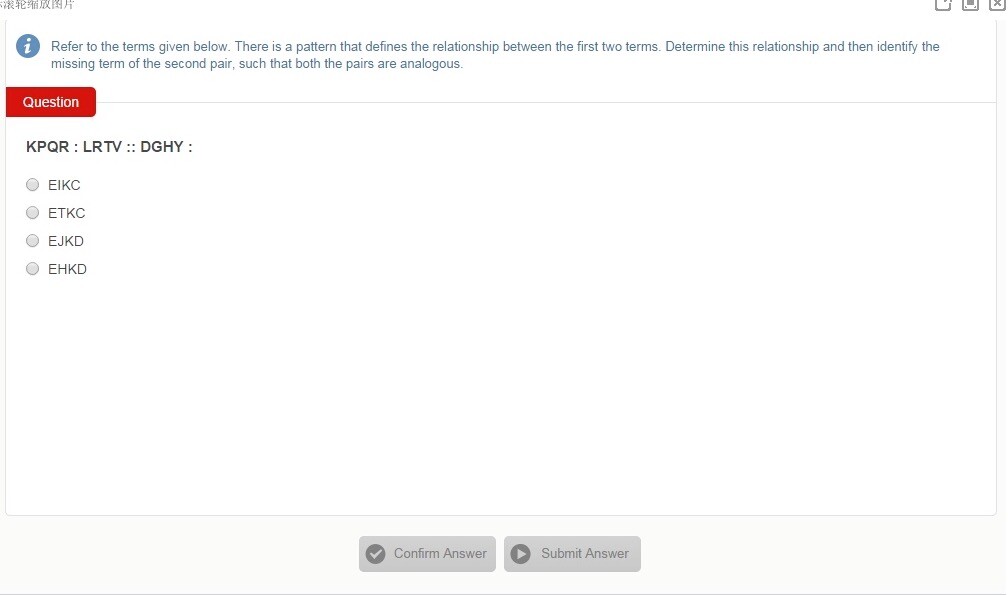 滚轮缩放图片
Refer to the terms given below. There is a pattern that defines the relationship between the first two terms. Determine this relationship and then identify the
missing term of the second pair, such that both the pairs are analogous.
Question
KPQR : LRTV :: DGHY :
EIKC
ETKC
EJKD
EHKD
Confirm Answer
Submit Answer